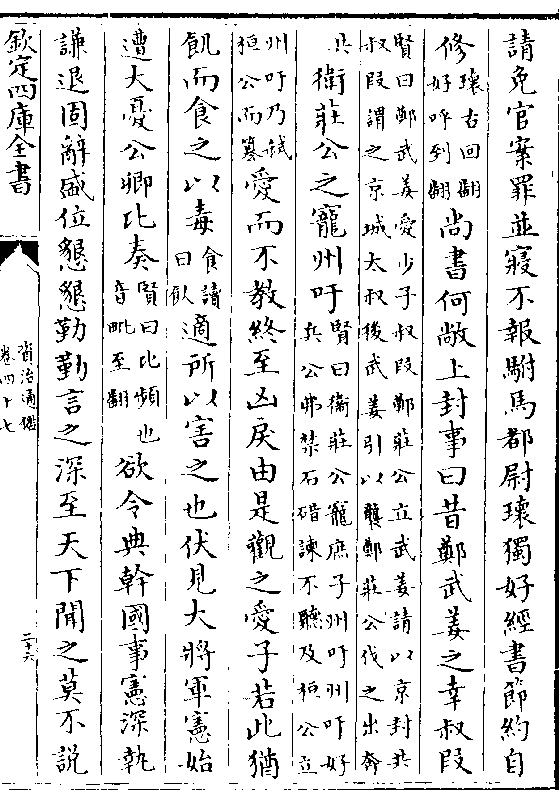 請免官案罪並寢不報駙馬都尉瓌獨好經書節約自
修瓌古回翻好呼到翻尚書何敞上封事曰昔鄭武姜之幸叔段
賢曰鄭武姜愛少子叔段鄭莊公立武姜請以京封共
叔段謂之京城太叔後武姜引以襲鄭莊公伐之出奔
共衛莊公之寵州吁賢曰衛莊公寵庶子州吁州吁好兵公弗禁石碏諫不聽及桓公立
州吁乃弑桓公而簒愛而不教終至凶戾由是觀之愛子若此猶
飢而食之以毒食讀曰飤適所以害之也伏見大將軍憲始
遭大憂公卿比奏賢曰比頻也音毗至翻欲令典幹國事憲深執
謙退固辭盛位懇懇勤勤言之深至天下聞之莫不説
欽定四庫全書
資治通鑑
卷四十七
二十六